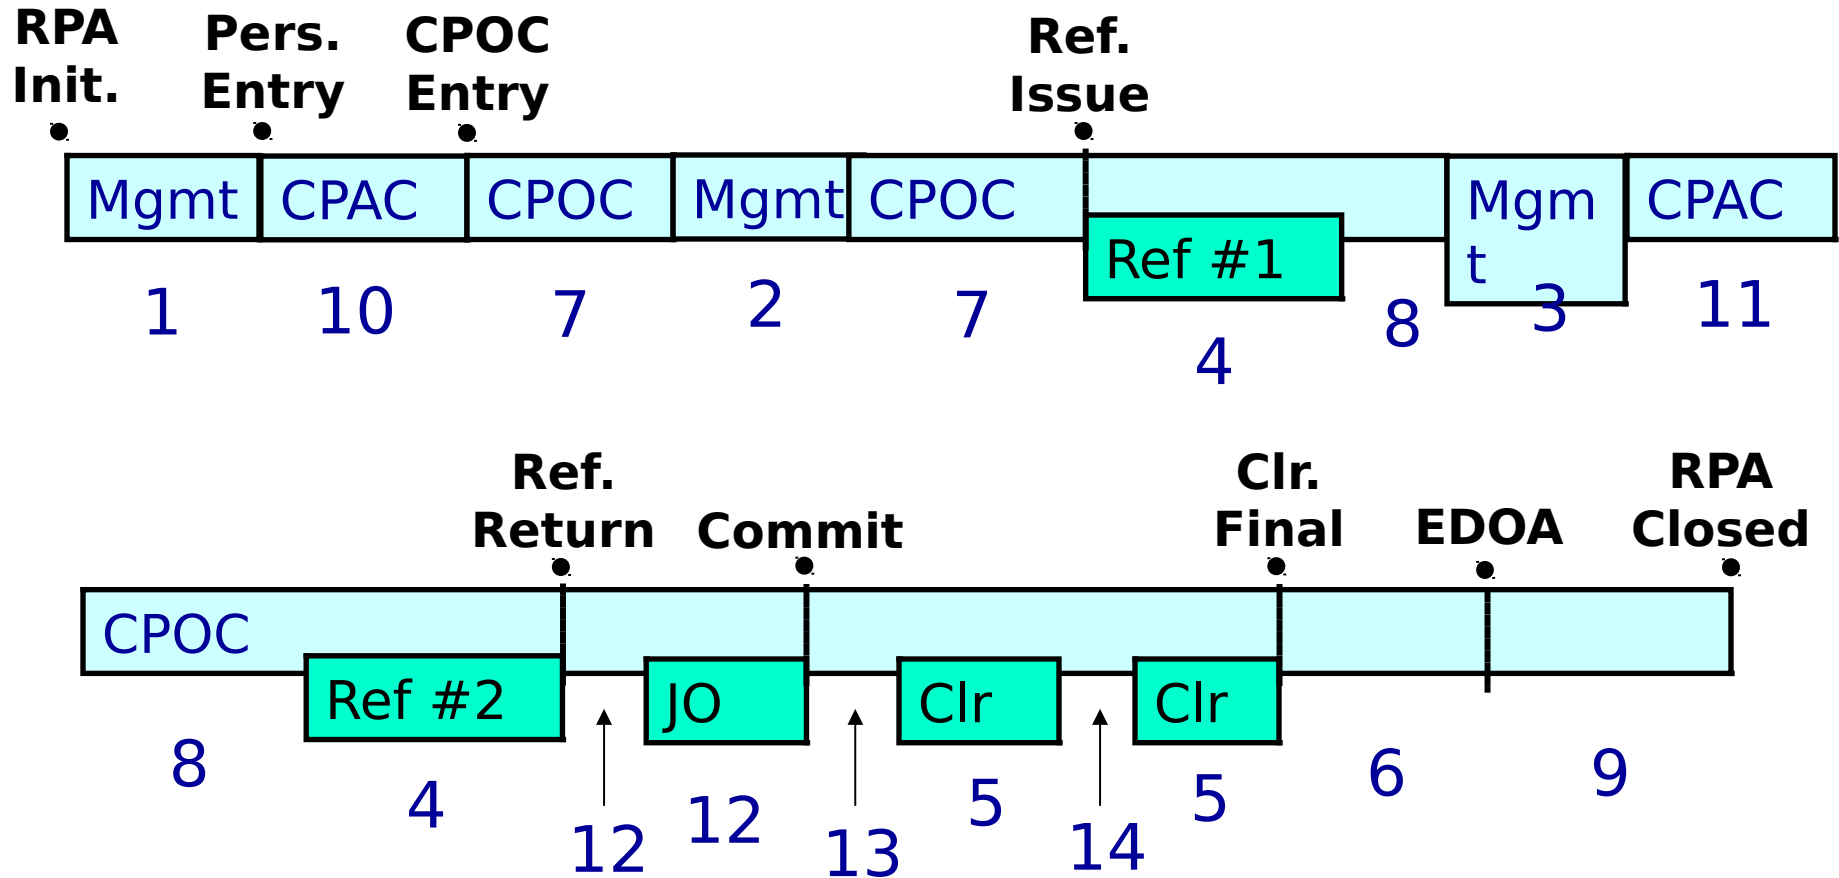 RPA
Init.
Pers.
Entry
CPOC
Entry
Ref.
Issue
Mgmt
CPAC
CPOC
Mgmt
CPOC
Ref #1
Mgm
t
CPAC
1
10
7
2
7
4
8
3
11
Ref.
Return
Commit
Clr.
Final
EDOA
RPA
Closed
CPOC
Ref #2
JO
Clr
Clr
8
4
12
12
13
5
14
5
6
9